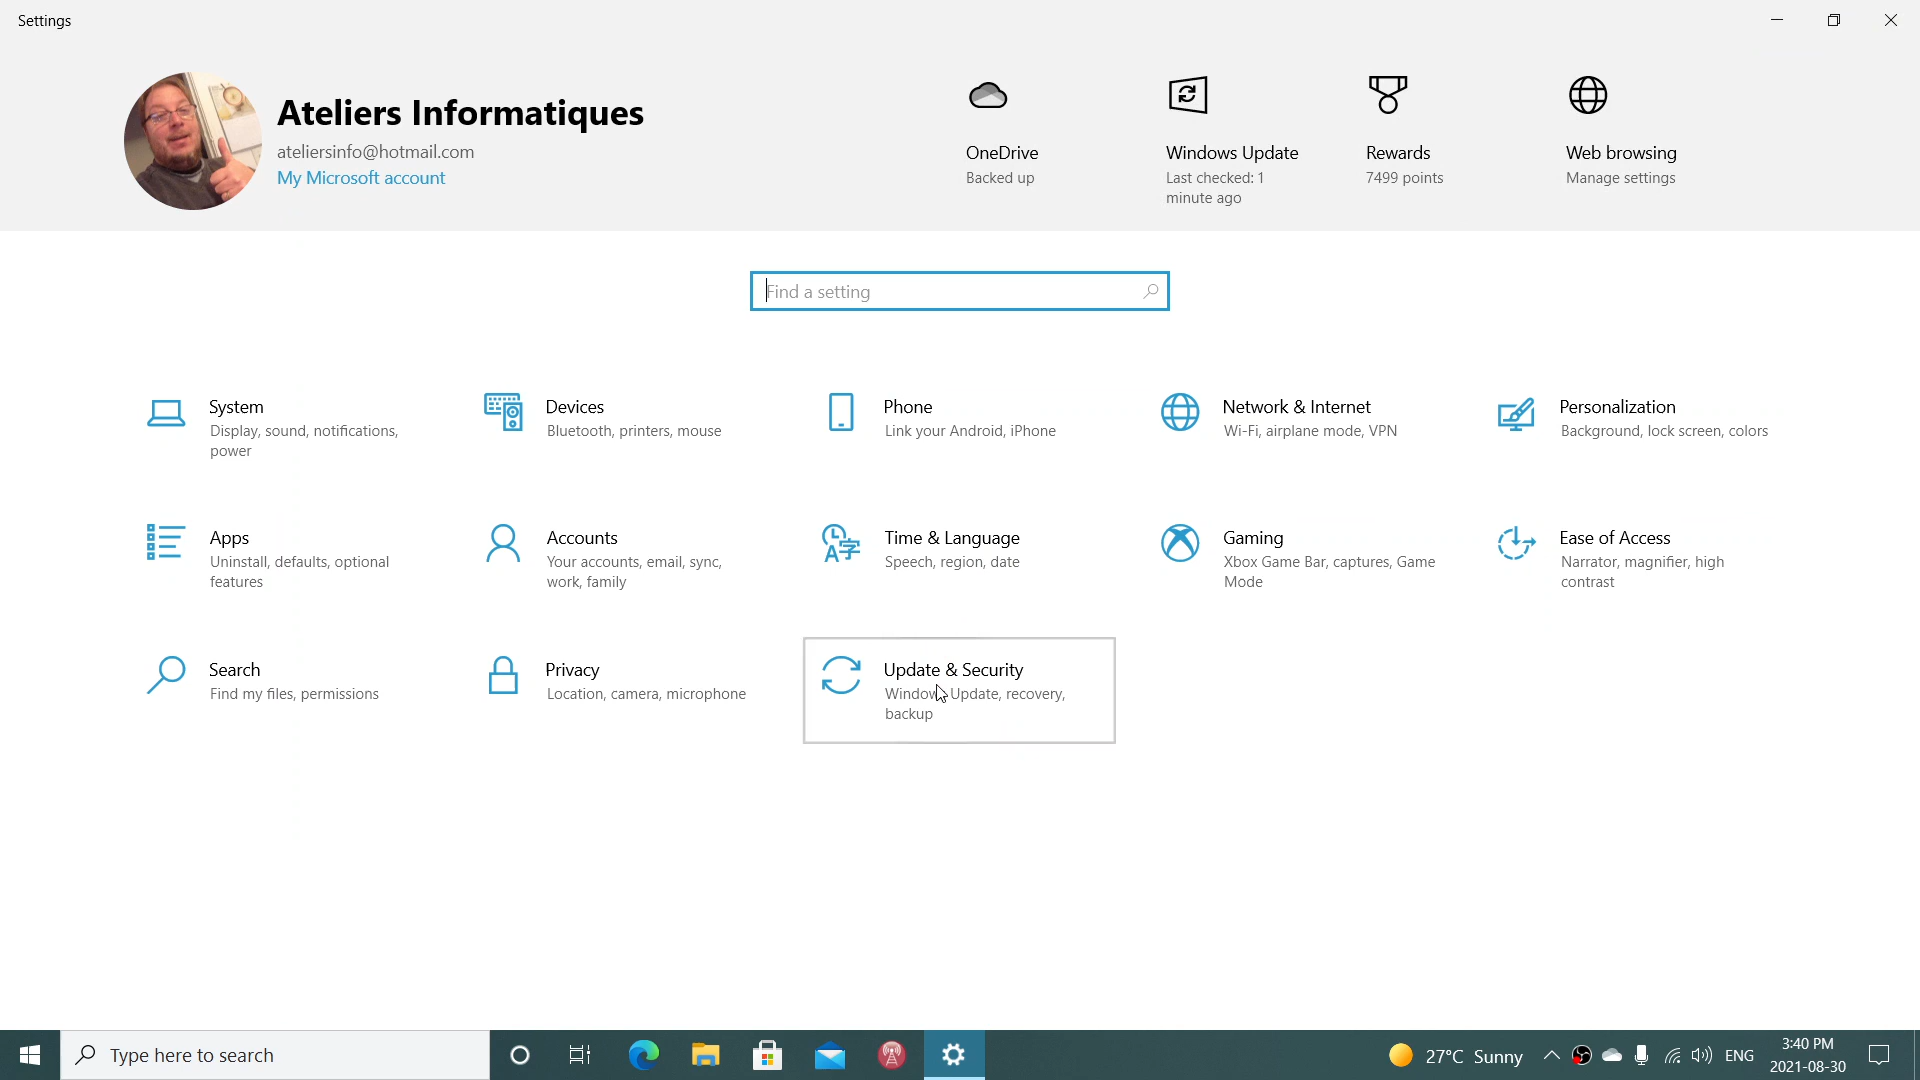 Settings
Ateliers Informatiques
ateliersinfo@hotmail.com
My Microsoft account
OneDrive
Backed up
Windows Update
Last checked: 1
minute ago
Rewards
7499 points
Web browsing
Manage settings
Find a setting
System
Display, sound, notifications,
power
Devices
Bluetooth, printers, mouse
Phone
Link your Android, iPhone
Network & Internet
Wi-Fi, airplane mode, VPN
Personalization
Background, lock screen, colors
Apps
Uninstall, defaults, optional
features
Accounts
Your accounts, email, sync,
work, family
Time & Language
Speech, region, date
Gaming
Xbox Game Bar, captures, Game
Mode
Ease of Access
Narrator, magnifier, high
contrast
Search
Find my files, permissions
Privacy
Location, camera, microphone
Update & Security
Windows Update, recovery,
backup
Type here to search
27°C Sunny
ENG
3:40 PM
2021-08-30